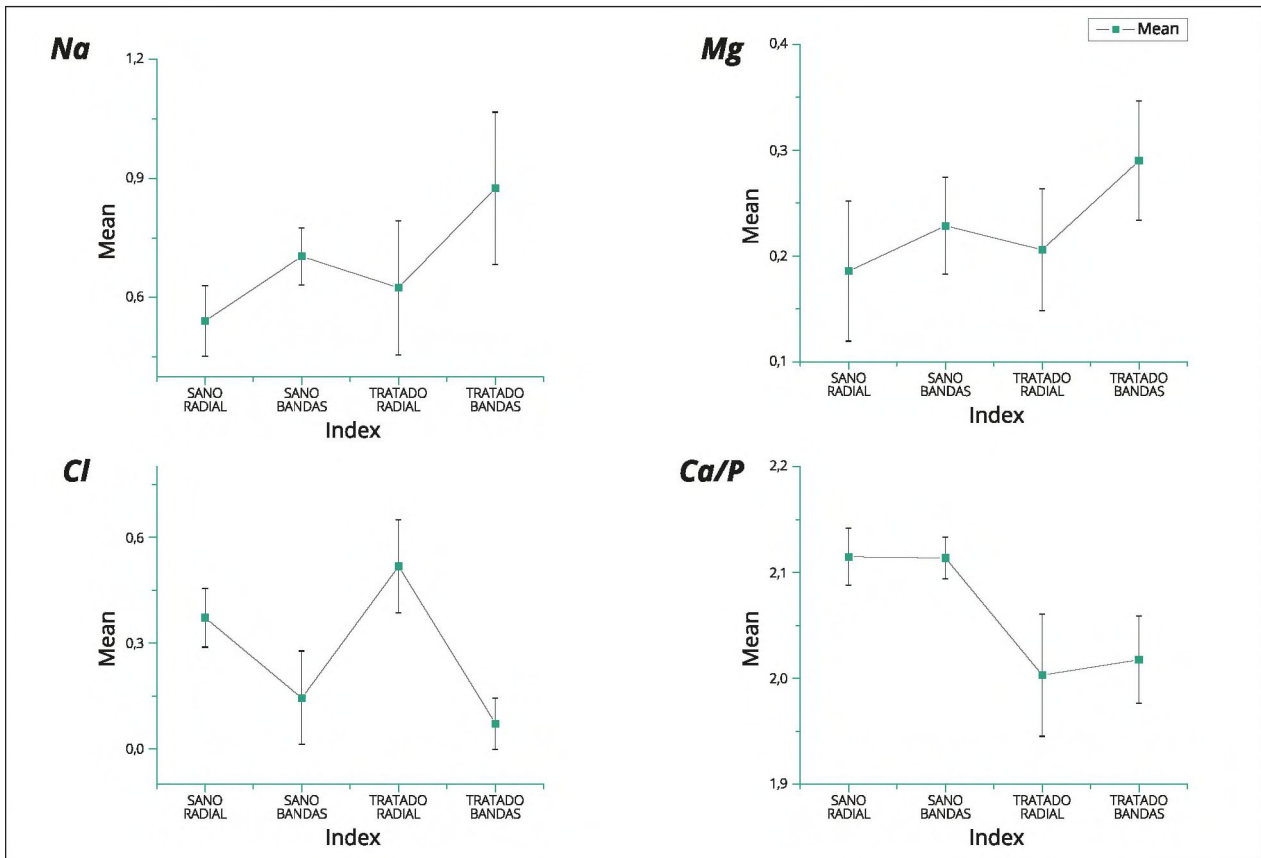 Na
1,2
0,9
0,6
Mean
SANO
RADIAL
SANO
BANDAS
TRATADO
RADIAL
TRATADO
BANDAS
Index
Mg
Mean
0,4
0,3
0,2
0,1
Mean
SANO
RADIAL
SANO
BANDAS
TRATADO
RADIAL
TRATADO
BANDAS
Index
Cl
0,6
0,3
0,0
Mean
SANO
RADIAL
SANO
BANDAS
TRATADO
RADIAL
TRATADO
BANDAS
Index
Ca/P
2,2
2,1
2,0
1,9
Mean
SANO
RADIAL
SANO
BANDAS
TRATADO
RADIAL
TRATADO
BANDAS
Index